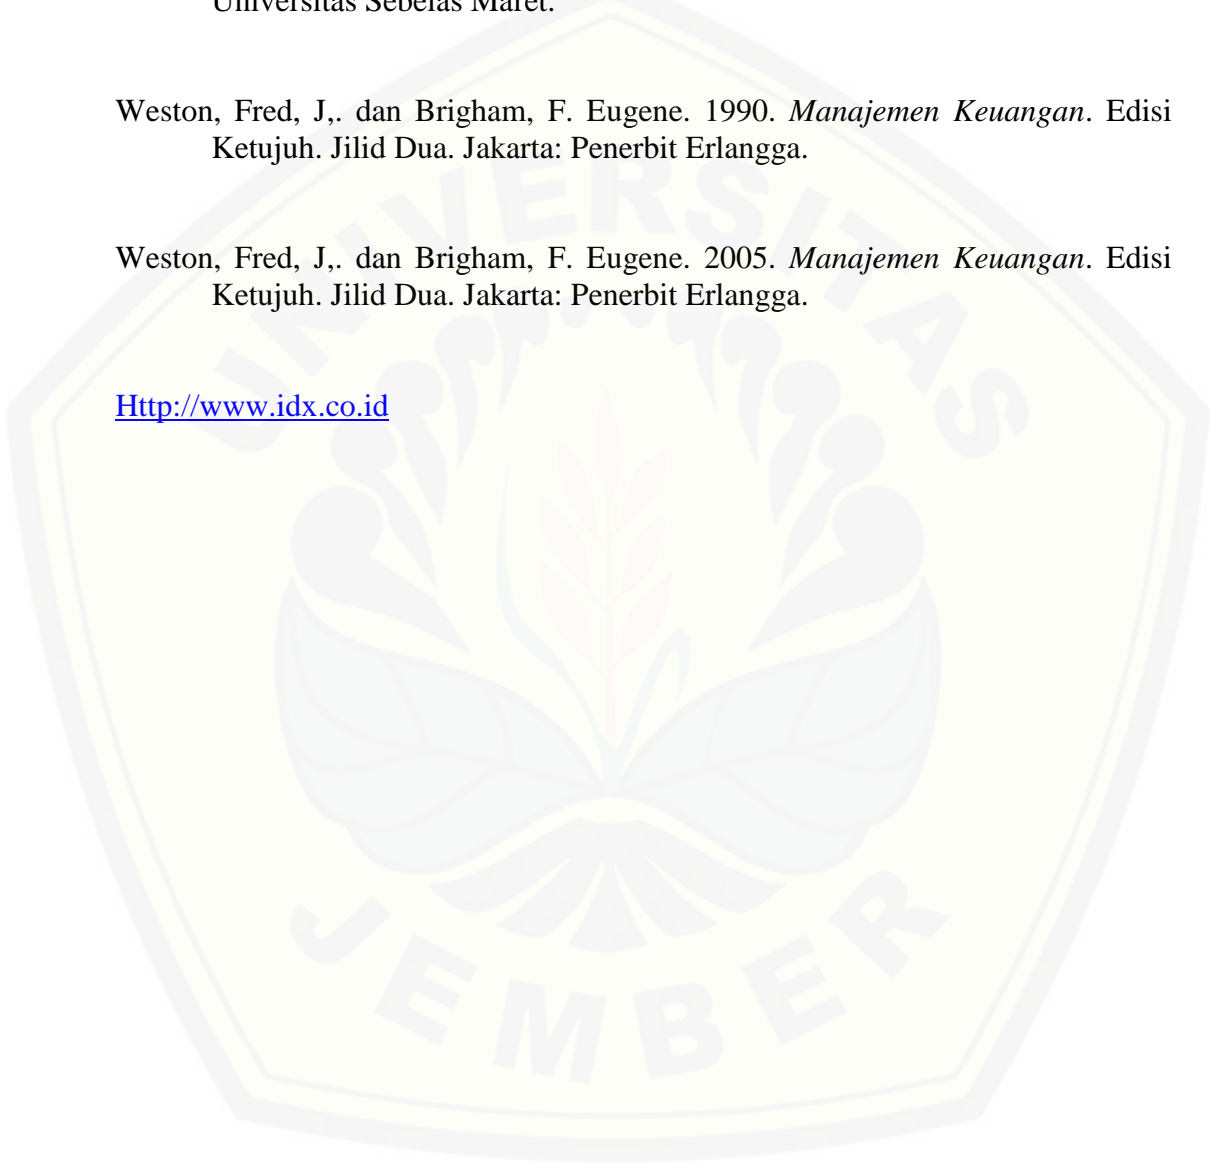 Universitas Sebelas Maret.
Weston, Fred, J,. dan Brigham, F. Eugene. 1990. Manajemen Keuangan. Edisi
Ketujuh. Jilid Dua. Jakarta: Penerbit Erlangga.
Weston, Fred, J,. dan Brigham, F. Eugene. 2005. Manajemen Keuangan. Edisi
Ketujuh. Jilid Dua. Jakarta: Penerbit Erlangga.
Http://www.idx.co.id
UNIVERSITAS
JEMBER